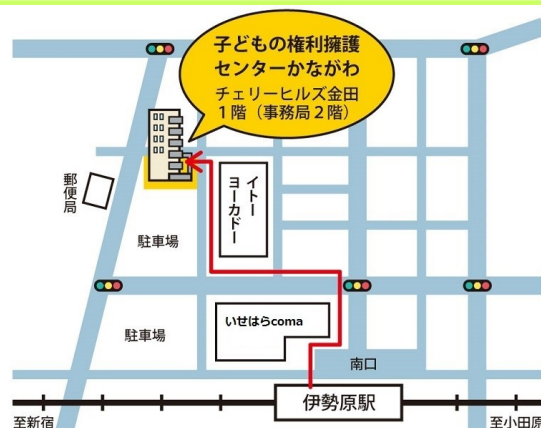 子どもの権利擁護
センターかながわ
チェリーヒルズ金田
1階（事務局2階）
郵便局
イトー
ヨーカドー
駐車場
いせはらcoma
駐車場
南口
伊勢原駅
至新宿
至小田原